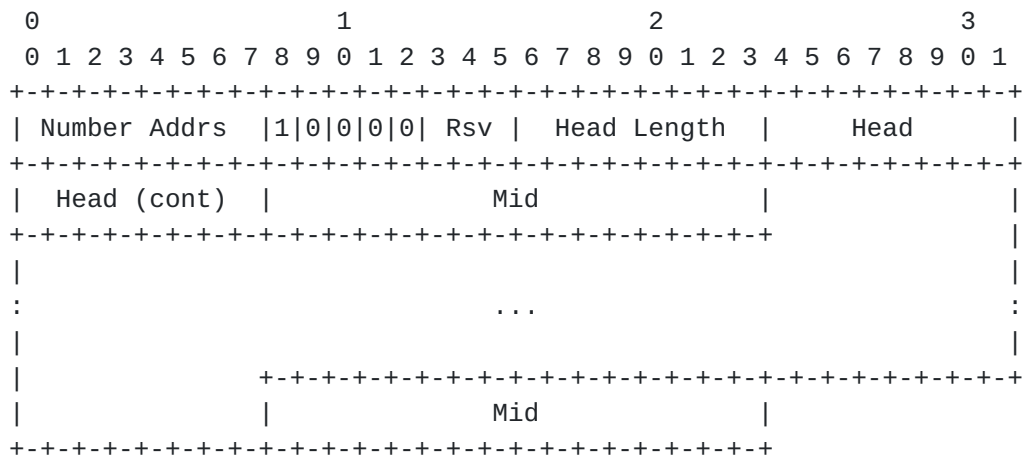 0                   1                   2                   3
 0 1 2 3 4 5 6 7 8 9 0 1 2 3 4 5 6 7 8 9 0 1 2 3 4 5 6 7 8 9 0 1
+-+-+-+-+-+-+-+-+-+-+-+-+-+-+-+-+-+-+-+-+-+-+-+-+-+-+-+-+-+-+-+-+
| Number Addrs  |1|0|0|0|0| Rsv |  Head Length  |     Head      |
+-+-+-+-+-+-+-+-+-+-+-+-+-+-+-+-+-+-+-+-+-+-+-+-+-+-+-+-+-+-+-+-+
|  Head (cont)  |              Mid              |               |
+-+-+-+-+-+-+-+-+-+-+-+-+-+-+-+-+-+-+-+-+-+-+-+-+               |
|                                                               |
:                              ...                              :
|                                                               |
|               +-+-+-+-+-+-+-+-+-+-+-+-+-+-+-+-+-+-+-+-+-+-+-+-+
|               |              Mid              |
+-+-+-+-+-+-+-+-+-+-+-+-+-+-+-+-+-+-+-+-+-+-+-+-+